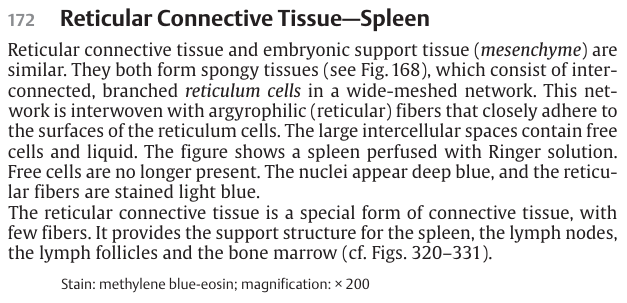 172 Reticular Connective Tissue—Spleen
Reticular connective tissue and embryonic support tissue (mesenchyme) are
similar. They both form spongy tissues (see Fig. 168), which consist of inter-
connected, branched reticulum cells in a wide-meshed network. This net-
work is interwoven with argyrophilic (reticular) fibers that closely adhere to
the surfaces of the reticulum cells. The large intercellular spaces contain free
cells and liquid. The figure shows a spleen perfused with Ringer solution.
Free cells are no longer present. The nuclei appear deep blue, and the reticu-
lar fibers are stained light blue.
The reticular connective tissue is a special form of connective tissue, with
few fibers. It provides the support structure for the spleen, the lymph nodes,
the lymph follicles and the bone marrow (cf. Figs. 320–331).
Stain: methylene blue-eosin; magnification: × 200